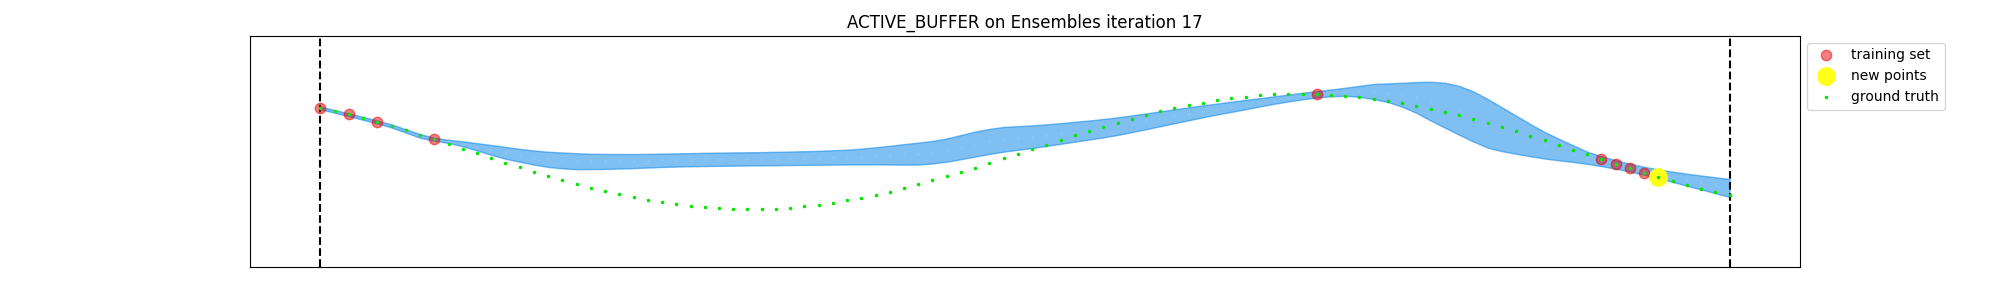 ACTIVE_BUFFER on Ensembles iteration 17
training set
new points
ground truth